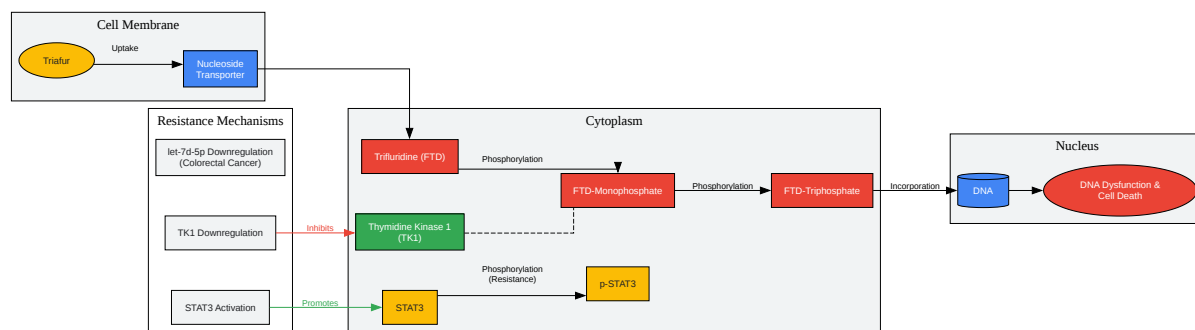 Cell Membrane
Triafur
Uptake
Nucleoside
Transporter
Resistance Mechanisms
let-7d-5p Downregulation
(Colorectal Cancer)
TK1 Downregulation
Inhibits
STAT3 Activation
Promotes
Cytoplasm
Trifluridine (FTD)
Phosphorylation
FTD-Monophosphate
Phosphorylation
FTD-Triphosphate
Incorporation
Thymidine Kinase 1
(TK1)
STAT3
Phosphorylation
(Resistance)
p-STAT3
Nucleus
DNA
DNA Dysfunction &
Cell Death